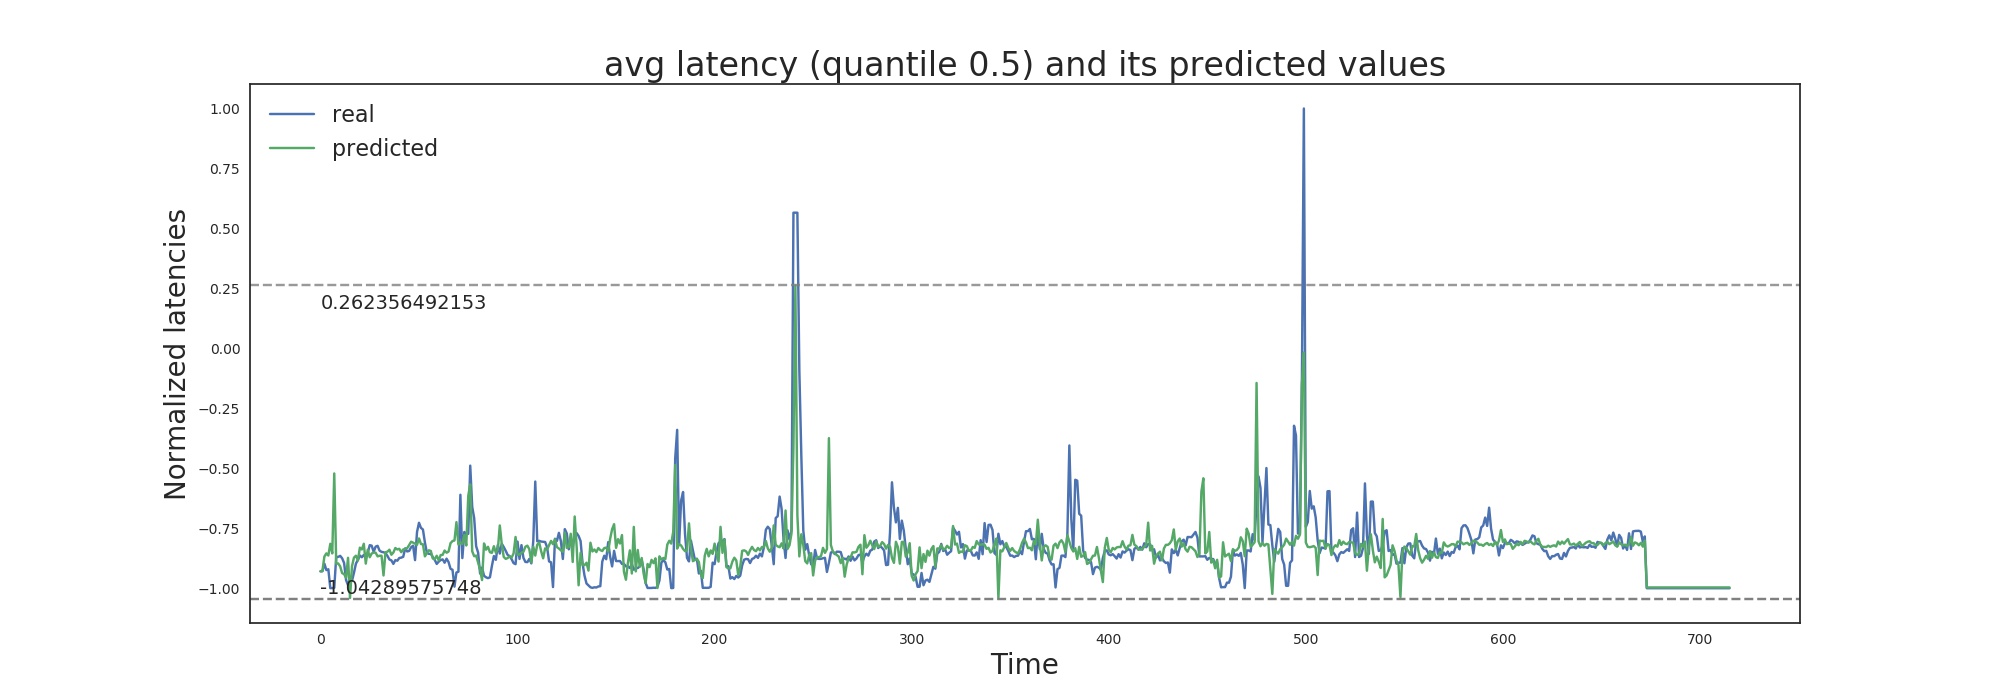 avg latency (quantile 0.5) and its predicted values
real
predicted
Normalized latencies
1.00
0.75
0.50
0.25
0.00
−0.25
−0.50
−0.75
−1.00
0.262356492153
-1.04289575748
0 100 200 300 400 500 600 700
Time